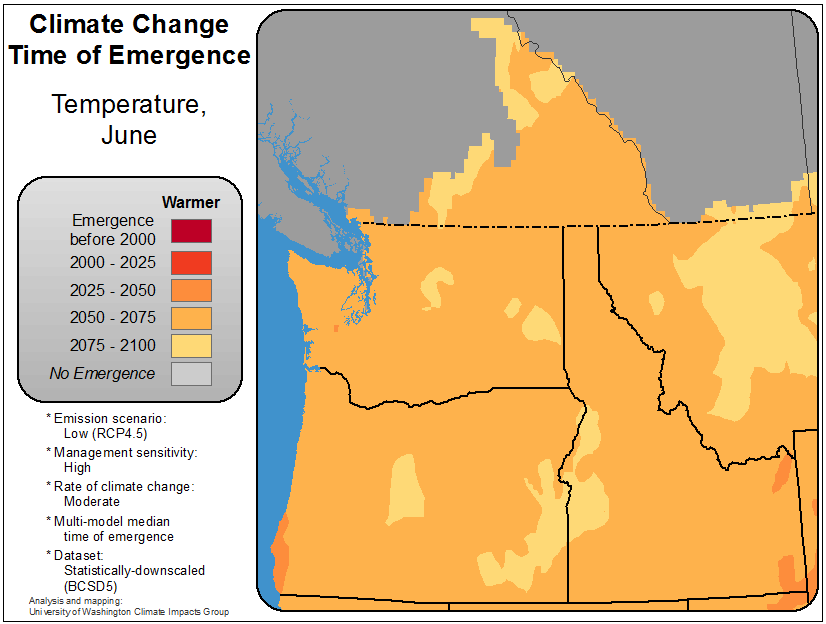 Climate Change
Time of Emergence
Temperature,
June
Warmer
Emergence
before 2000
2000 - 2025
2025 - 2050
2050 - 2075
2075 - 2100
No Emergence
* Emission scenario:
Low (RCP4.5)
* Management sensitivity:
High
* Rate of climate change:
Moderate
* Multi-model median
time of emergence
* Dataset:
Statistically-downscaled
(BCSD5)
Analysis and mapping:
University of Washington Climate Impacts Group